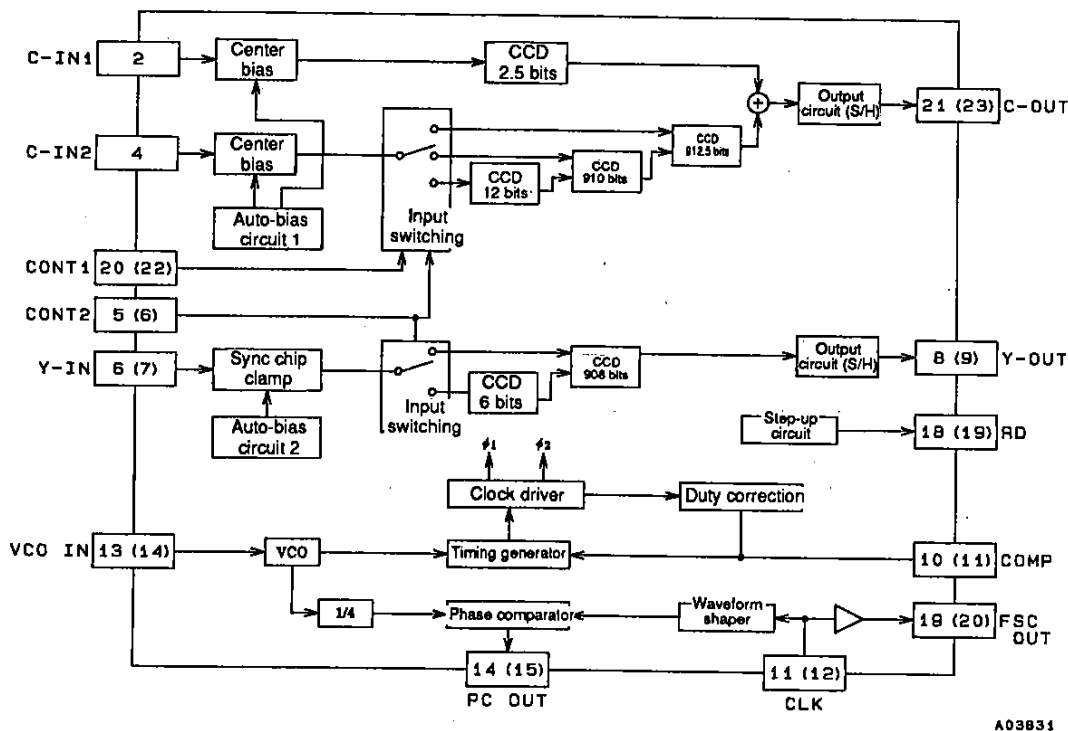 C-IN1
2
Center
bias
CCD
2.5 bits
Output
circuit (S/H)
21 (23)
C-OUT
C-IN2
4
Center
bias
CCD
912.5 bits
CCD
910 bits
CCD
12 bits
Auto-bias
circuit 1
Input
switching
CONT1
20 (22)
CONT2
5 (6)
Y-IN
6 (7)
Sync chip
clamp
CCD
908 bits
Output
circuit (S/H)
8 (9)
Y-OUT
CCD
6 bits
Input
switching
Auto-bias
circuit 2
Step-up
circuit
18 (19)
RD
ϕ1
ϕ2
Clock driver
Duty correction
VCO IN
13 (14)
VCO
Timing generator
10 (11)
COMP
1/4
Phase comparator
Waveform
shaper
19 (20)
FSC
OUT
14 (15)
11 (12)
PC OUT
CLK
A03831